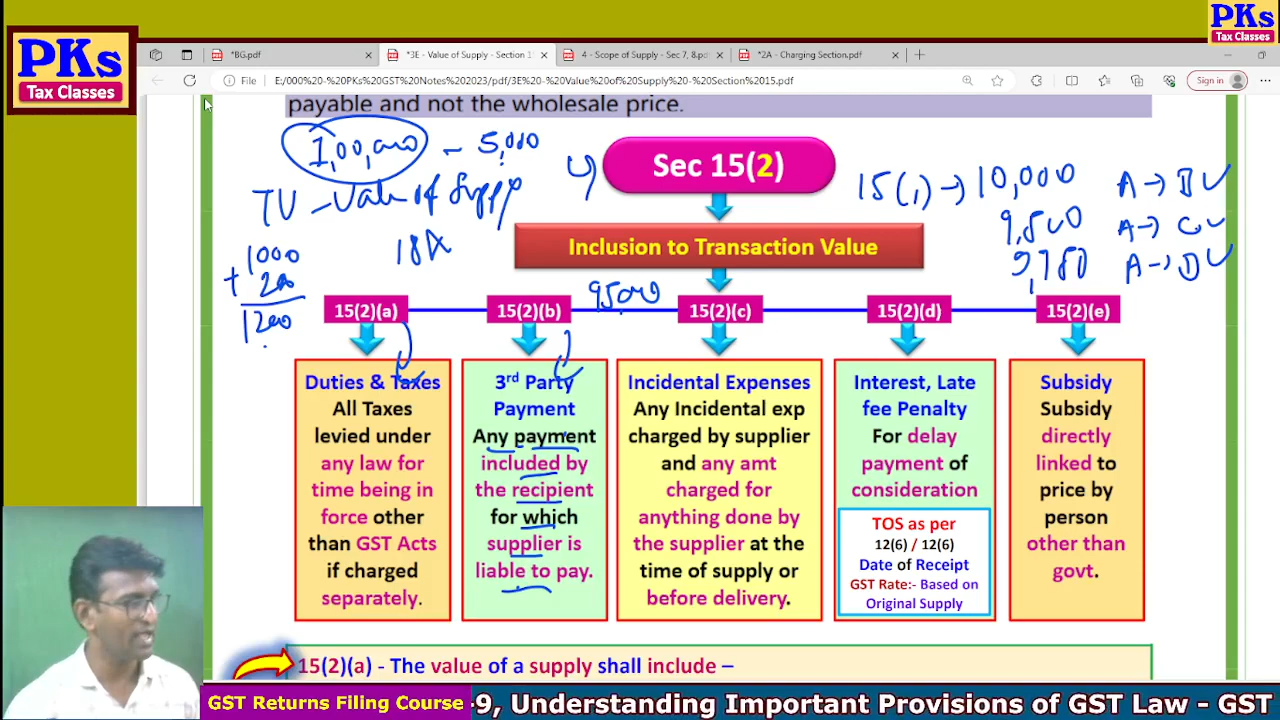 PKs
Tax Classes
PKs
Tax Classes
*BG.pdf
*3E - Value of Supply - Section 1
4 - Scope of Supply - Sec 7, 8.pdf
*2A - Charging Section.pdf
File
E:/000%20-%20PKs%20GST%20Notes%202023/pdf/3E%20-%20Value%20of%20Supply%20-%20Section%2015.pdf
Sign in
payable and not the wholesale price.
1,00,000 - 5,000
TV - Value of Supply
18%
1000
+ 200
1200
Sec 15(2)
15(1) → 10,000 A → B
9,800 A → C
9,780 A → D
Inclusion to Transaction Value
9500
15(2)(a)
15(2)(b)
15(2)(c)
15(2)(d)
15(2)(e)
Duties & Taxes
All Taxes
levied under
any law for
time being in
force other
than GST Acts
if charged
separately.
3rd Party
Payment
Any payment
included by
the recipient
for which
supplier is
liable to pay.
Incidental Expenses
Any Incidental exp
charged by supplier
and any amt
charged for
anything done by
the supplier at the
time of supply or
before delivery.
Interest, Late
fee Penalty
For delay
payment of
consideration
TOS as per
12(6) / 12(6)
Date of Receipt
GST Rate:- Based on
Original Supply
Subsidy
Subsidy
directly
linked to
price by
person
other than
govt.
15(2)(a) - The value of a supply shall include –
GST Returns Filing Course
-9, Understanding Important Provisions of GST Law - GST